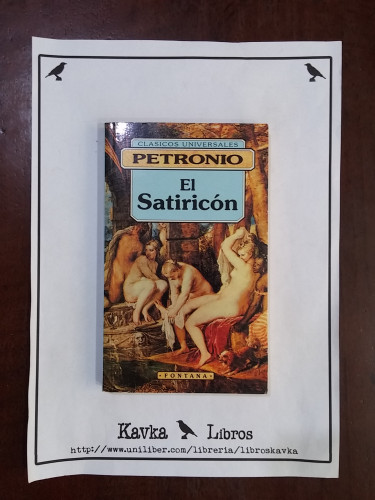 CLASICOS UNIVERSALES
PETRONIO
El
Satiricón
FONTANA
Kavka Libros
http://www.uniliber.com/libreria/libroskavka